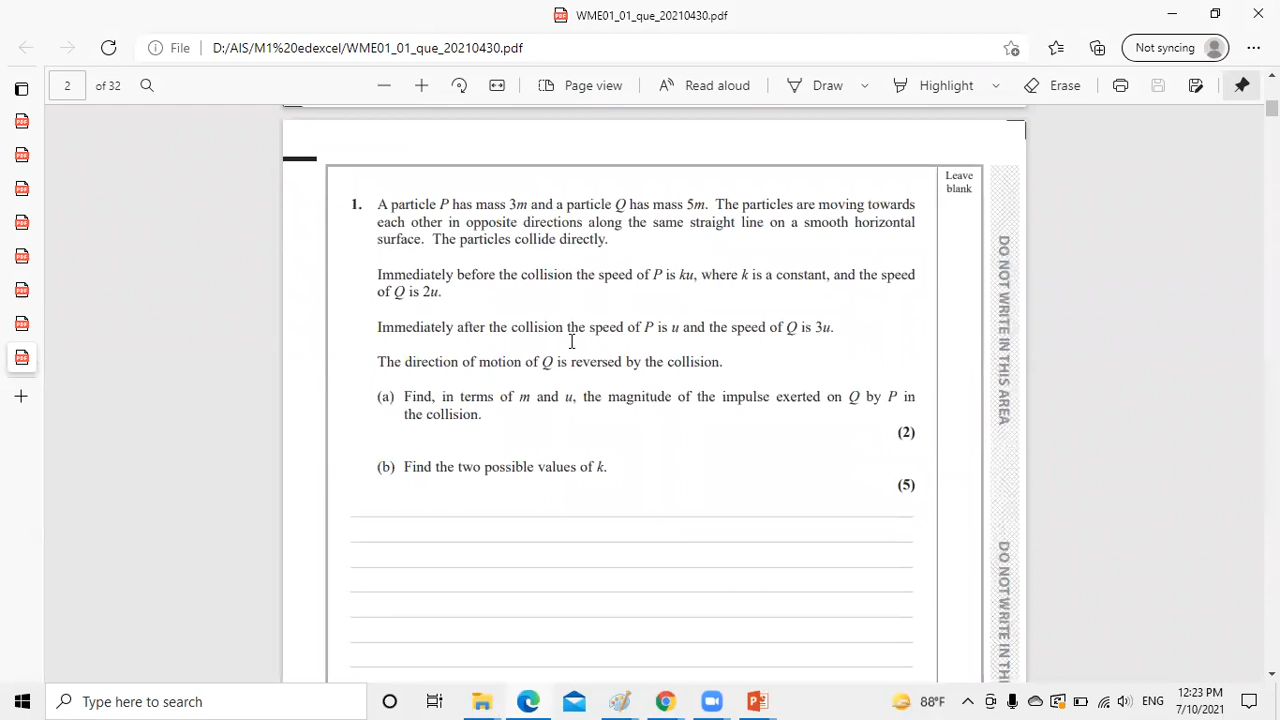 WME01_01_que_20210430.pdf
File D:/AIS/M1%20edexcel/WME01_01_que_20210430.pdf Not syncing
2 of 32 Page view Read aloud Draw Highlight Erase
Leave
blank
1. A particle P has mass 3m and a particle Q has mass 5m. The particles are moving towards
each other in opposite directions along the same straight line on a smooth horizontal
surface. The particles collide directly.
Immediately before the collision the speed of P is ku, where k is a constant, and the speed
of Q is 2u.
Immediately after the collision the speed of P is u and the speed of Q is 3u.
The direction of motion of Q is reversed by the collision.
(a) Find, in terms of m and u, the magnitude of the impulse exerted on Q by P in
the collision.
(2)
(b) Find the two possible values of k.
(5)
DO NOT WRITE IN THIS AREA
DO NOT WRITE IN TH
Type here to search
88°F ENG
12:23 PM
7/10/2021